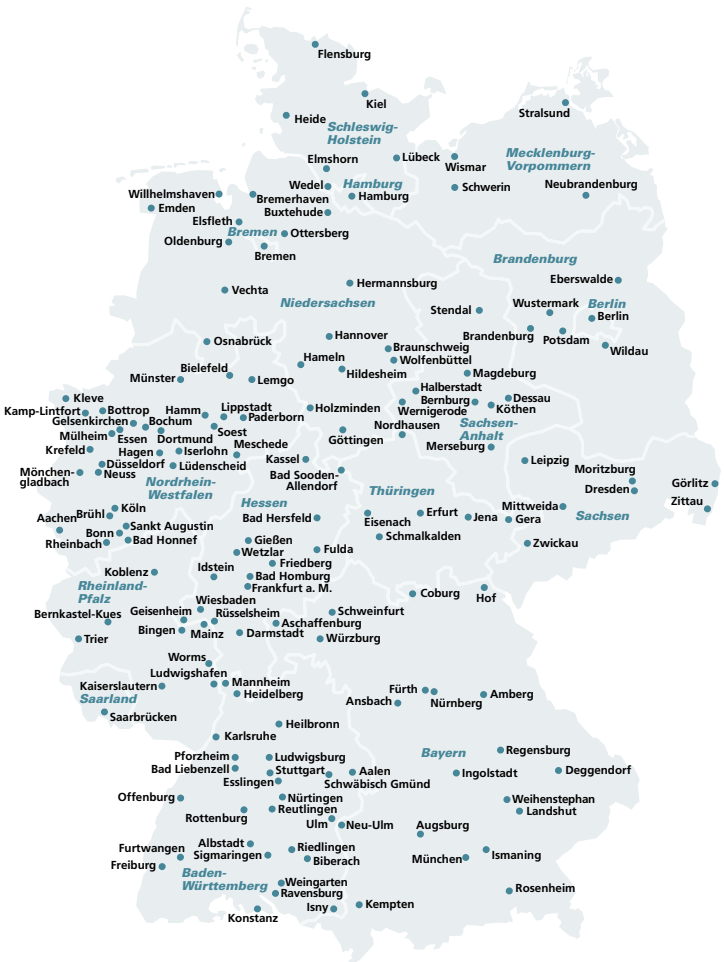 Flensburg
Kiel
Stralsund
Heide
Schleswig-
Holstein
Mecklenburg-
Vorpommern
Elmshorn
Lübeck
Wismar
Wedel
Hamburg
Schwerin
Neubrandenburg
Willhelmshaven
Bremerhaven
Hamburg
Emden
Buxtehude
Elsfleth
Bremen
Ottersberg
Oldenburg
Bremen
Brandenburg
Eberswalde
Hermannsburg
Vechta
Niedersachsen
Stendal
Wustermark
Berlin
Berlin
Osnabrück
Hannover
Brandenburg
Potsdam
Braunschweig
Wildau
Hameln
Wolfenbüttel
Bielefeld
Hildesheim
Magdeburg
Münster
Lemgo
Halberstadt
Kleve
Bernburg
Dessau
Kamp-Lintfort
Bottrop
Hamm
Lippstadt
Holzminden
Wernigerode
Köthen
Gelsenkirchen
Bochum
Paderborn
Nordhausen
Sachsen-
Anhalt
Mülheim
Essen
Dortmund
Soest
Göttingen
Merseburg
Krefeld
Hagen
Iserlohn
Meschede
Kassel
Leipzig
Mönchen-
gladbach
Düsseldorf
Neuss
Lüdenscheid
Bad Sooden-
Allendorf
Moritzburg
Görlitz
Nordrhein-
Westfalen
Thüringen
Dresden
Zittau
Hessen
Köln
Brühl
Aachen
Bad Hersfeld
Erfurt
Jena
Mittweida
Sachsen
Eisenach
Gera
Sankt Augustin
Bonn
Bad Honnef
Rheinbach
Gießen
Schmalkalden
Zwickau
Wetzlar
Fulda
Friedberg
Idstein
Koblenz
Bad Homburg
Frankfurt a. M.
Rheinland-
Pfalz
Coburg
Hof
Wiesbaden
Bernkastel-Kues
Geisenheim
Rüsselsheim
Schweinfurt
Aschaffenburg
Bingen
Mainz
Darmstadt
Würzburg
Trier
Worms
Ludwigshafen
Kaiserslautern
Mannheim
Heidelberg
Fürth
Nürnberg
Amberg
Ansbach
Saarland
Saarbrücken
Heilbronn
Karlsruhe
Bayern
Regensburg
Pforzheim
Ludwigsburg
Bad Liebenzell
Stuttgart
Aalen
Ingolstadt
Deggendorf
Esslingen
Schwäbisch Gmünd
Offenburg
Nürtingen
Weihenstephan
Rottenburg
Reutlingen
Landshut
Ulm
Neu-Ulm
Augsburg
Furtwangen
Albstadt
Riedlingen
Ismaning
Freiburg
Sigmaringen
Biberach
München
Baden-
Württemberg
Weingarten
Rosenheim
Ravensburg
Isny
Kempten
Konstanz